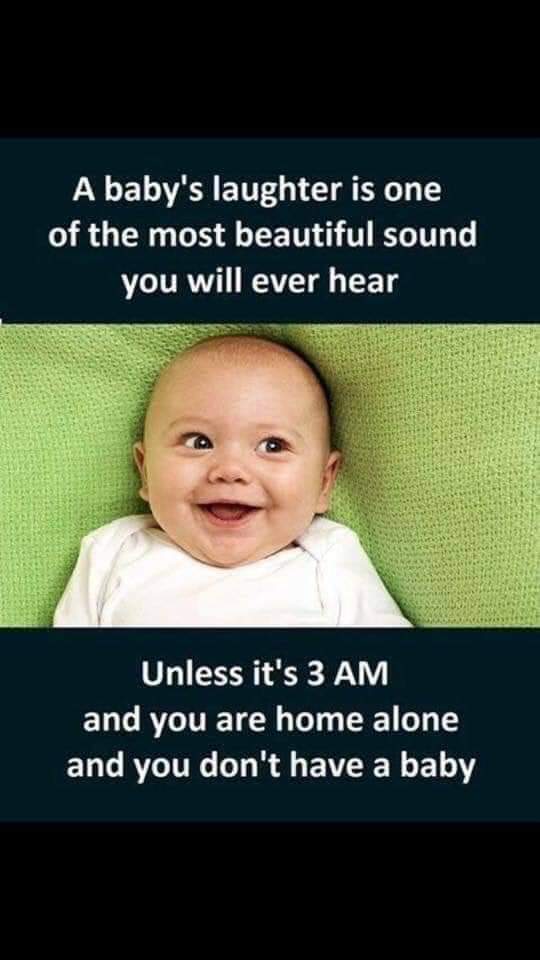 A baby's laughter is one
of the most beautiful sound
you will ever hear
Unless it's 3 AM
and you are home alone
and you don't have a baby